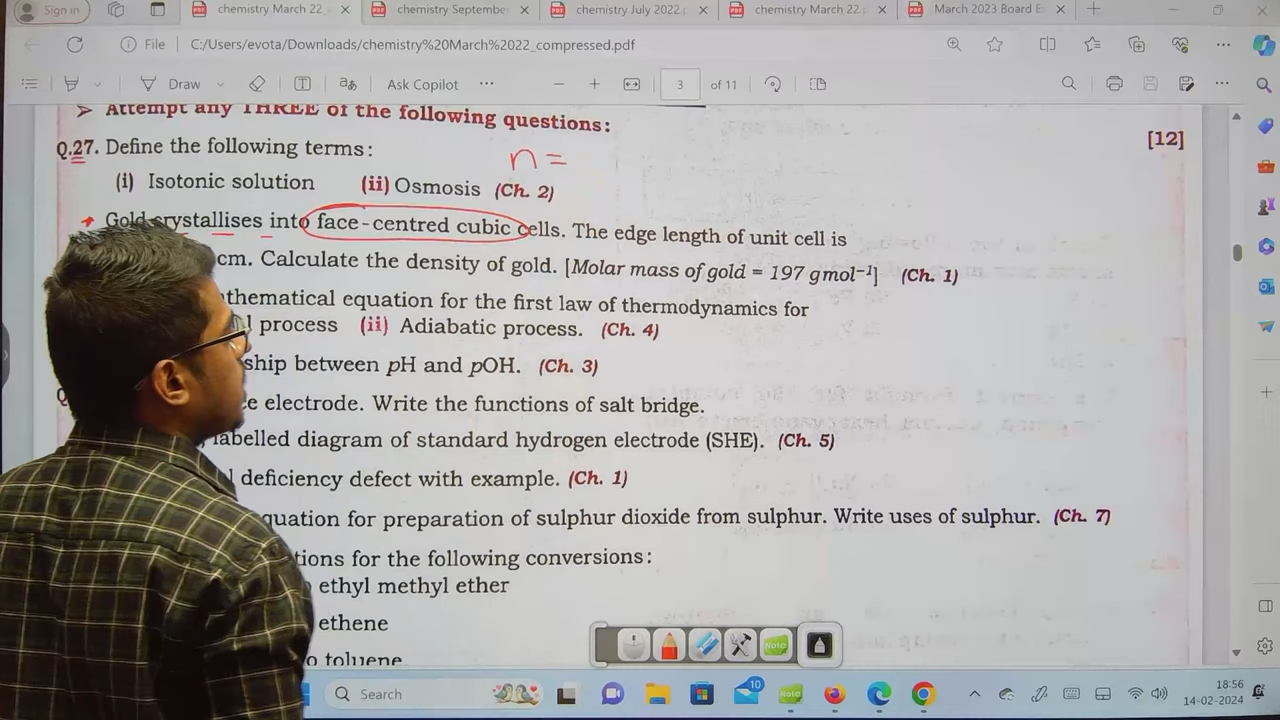 Sign in
chemistry March 22_
chemistry Septembe
chemistry July 2022.p
chemistry March 22.p
March 2023 Board E
File
C:/Users/evota/Downloads/chemistry%20March%2022_compressed.pdf
Draw
Ask Copilot
3 of 11
➤ Attempt any THREE of the following questions:
[12]
Q.27. Define the following terms:
n =
(i) Isotonic solution (ii) Osmosis (Ch. 2)
Gold crystallises into face-centred cubic cells. The edge length of unit cell is
cm. Calculate the density of gold. [Molar mass of gold = 197 gmol⁻¹] (Ch. 1)
thematical equation for the first law of thermodynamics for
l process (ii) Adiabatic process. (Ch. 4)
ship between pH and pOH. (Ch. 3)
Q
e electrode. Write the functions of salt bridge.
labelled diagram of standard hydrogen electrode (SHE). (Ch. 5)
l deficiency defect with example. (Ch. 1)
quation for preparation of sulphur dioxide from sulphur. Write uses of sulphur. (Ch. 7)
tions for the following conversions:
ethyl methyl ether
ethene
o toluene
Note
Search
10
Note
18:56
14-02-2024